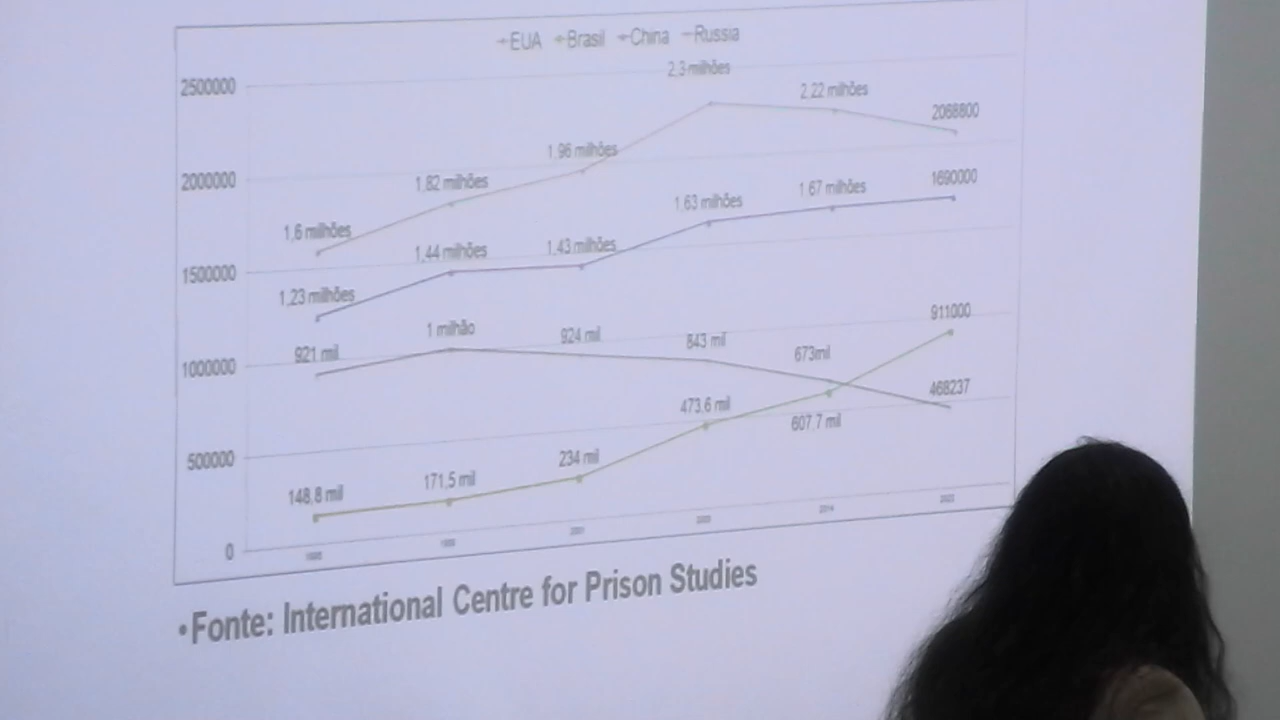 EUA Brasil China Russia
2500000
2,3 milhões
2,22 milhões
2068800
2000000
1,96 milhões
1,82 milhões
1,6 milhões
1690000
1,67 milhões
1,63 milhões
1500000
1,44 milhões
1,43 milhões
1,23 milhões
1000000
921 mil
1 milhão
924 mil
843 mil
673mil
911000
468237
500000
148,8 mil
171,5 mil
234 mil
473,6 mil
607,7 mil
0
2014
•Fonte: International Centre for Prison Studies